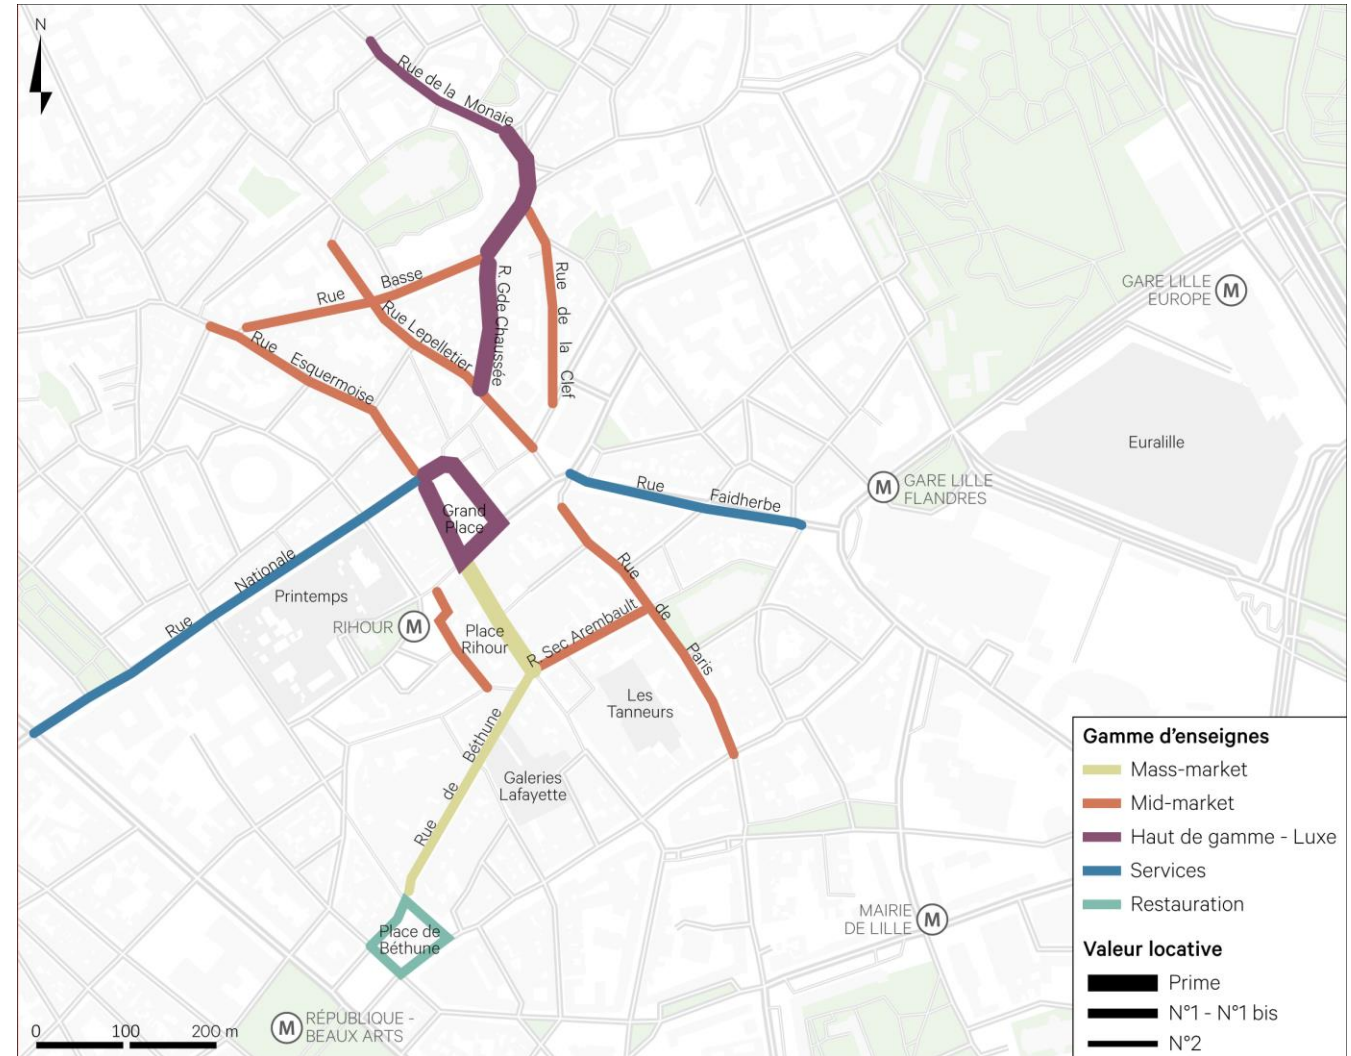 N
Rue de la Monaie
Rue Basse
R. Gde Chaussée
Rue de la Clef
Rue Lepelletier
Rue Esquermoise
GARE LILLE
EUROPE M
Euralille
M GARE LILLE
FLANDRES
Rue Faidherbe
Grand
Place
Rue Nationale
Printemps
RIHOUR M
Place
Rihour
R. Sec Arembault
Rue de Paris
Les
Tanneurs
Rue de Béthune
Galeries
Lafayette
Place de
Béthune
MAIRIE
DE LILLE M
M RÉPUBLIQUE -
BEAUX ARTS
0 100 200 m
Gamme d'enseignes
Mass-market
Mid-market
Haut de gamme - Luxe
Services
Restauration
Valeur locative
Prime
N°1 - N°1 bis
N°2